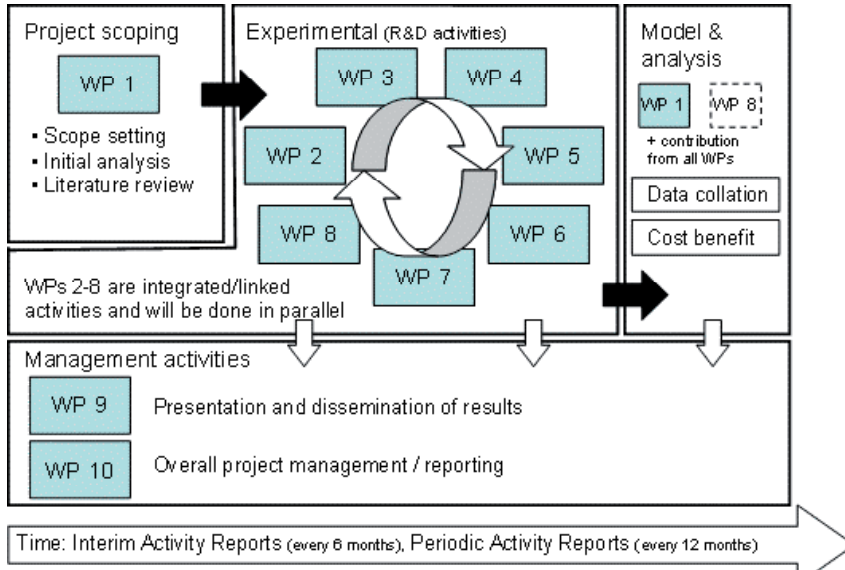 Project scoping
WP 1
▪ Scope setting
▪ Initial analysis
▪ Literature review
Experimental (R&D activities)
WP 3
WP 4
WP 2
WP 5
WP 8
WP 6
WP 7
WPs 2-8 are integrated/linked
activities and will be done in parallel
Model &
analysis
WP 1
WP 8
+ contribution
from all WPs
Data collation
Cost benefit
Management activities
WP 9
Presentation and dissemination of results
WP 10
Overall project management / reporting
Time: Interim Activity Reports (every 6 months), Periodic Activity Reports (every 12 months)